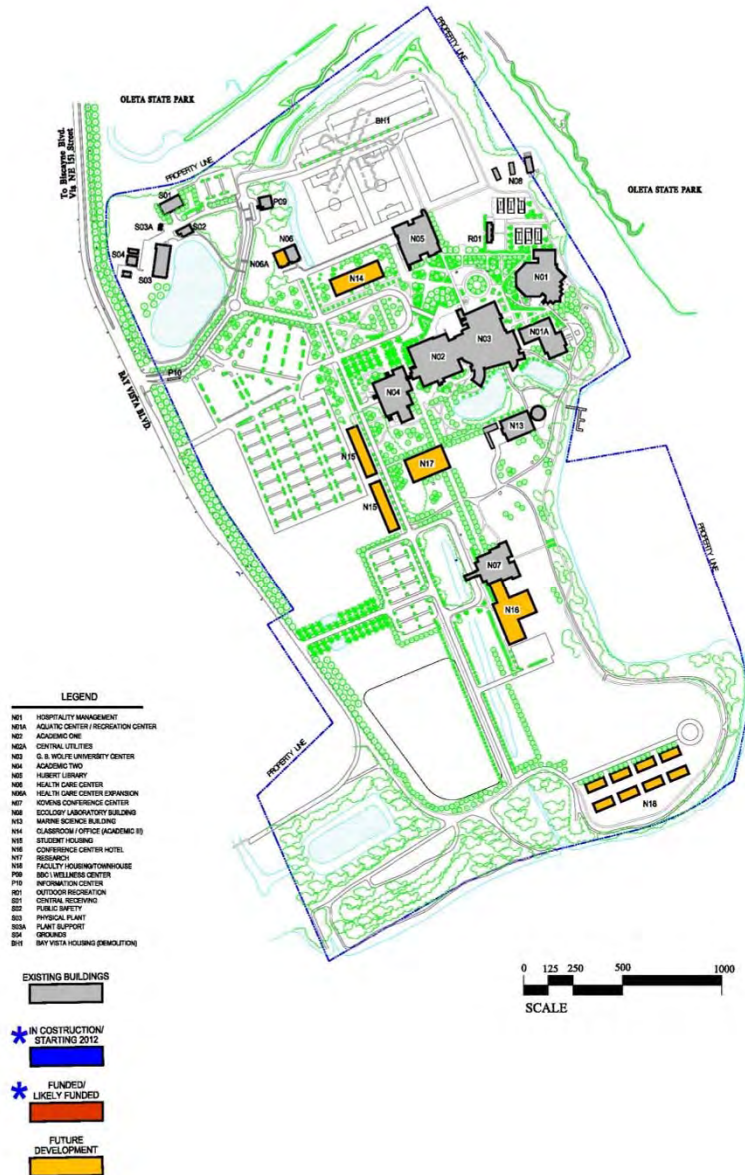 OLETA STATE PARK
PROPERTY LINE
To Biscayne Blvd.
Via NE 151 Street
PROPERTY LINE
BH1
N08
OLETA STATE PARK
S01
P09
S03A
S02
R01
N05
N06
S04
N06A
S03
N14
N01
N03
N01A
N02
P10
BAY VISTA BLVD.
N04
N13
N15
N17
N15
PROPERTY LINE
N07
N16
PROPERTY LINE
N18
LEGEND
N01 HOSPITALITY MANAGEMENT
N01A AQUATIC CENTER / RECREATION CENTER
N02 ACADEMIC ONE
N02A CENTRAL UTILITIES
N03 G. B. WOLFE UNIVERSITY CENTER
N04 ACADEMIC TWO
N05 HUBERT LIBRARY
N06 HEALTH CARE CENTER
N06A HEALTH CARE CENTER EXPANSION
N07 KOVENS CONFERENCE CENTER
N08 ECOLOGY LABORATORY BUILDING
N13 MARINE SCIENCE BUILDING
N14 CLASSROOM / OFFICE (ACADEMIC III)
N15 STUDENT HOUSING
N16 CONFERENCE CENTER HOTEL
N17 RESEARCH
N18 FACULTY HOUSING/TOWNHOUSE
P09 BBC \ WELLNESS CENTER
P10 INFORMATION CENTER
R01 OUTDOOR RECREATION
S01 CENTRAL RECEIVING
S02 PUBLIC SAFETY
S03 PHYSICAL PLANT
S03A PLANT SUPPORT
S04 GROUNDS
BH1 BAY VISTA HOUSING (DEMOLITION)
EXISTING BUILDINGS
* IN COSTRUCTION/
STARTING 2012
* FUNDED/
LIKELY FUNDED
FUTURE
DEVELOPMENT
0 125 250 500 1000
SCALE